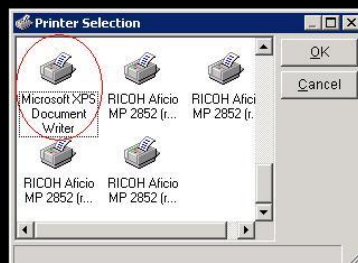 Printer Selection
OK
Cancel
Microsoft XPS
Document
Writer
RICOH Aficio
MP 2852 (r...
RICOH Afici
MP 2852 (r.
RICOH Aficio
MP 2852 (r...
RICOH Aficio
MP 2852 (r...